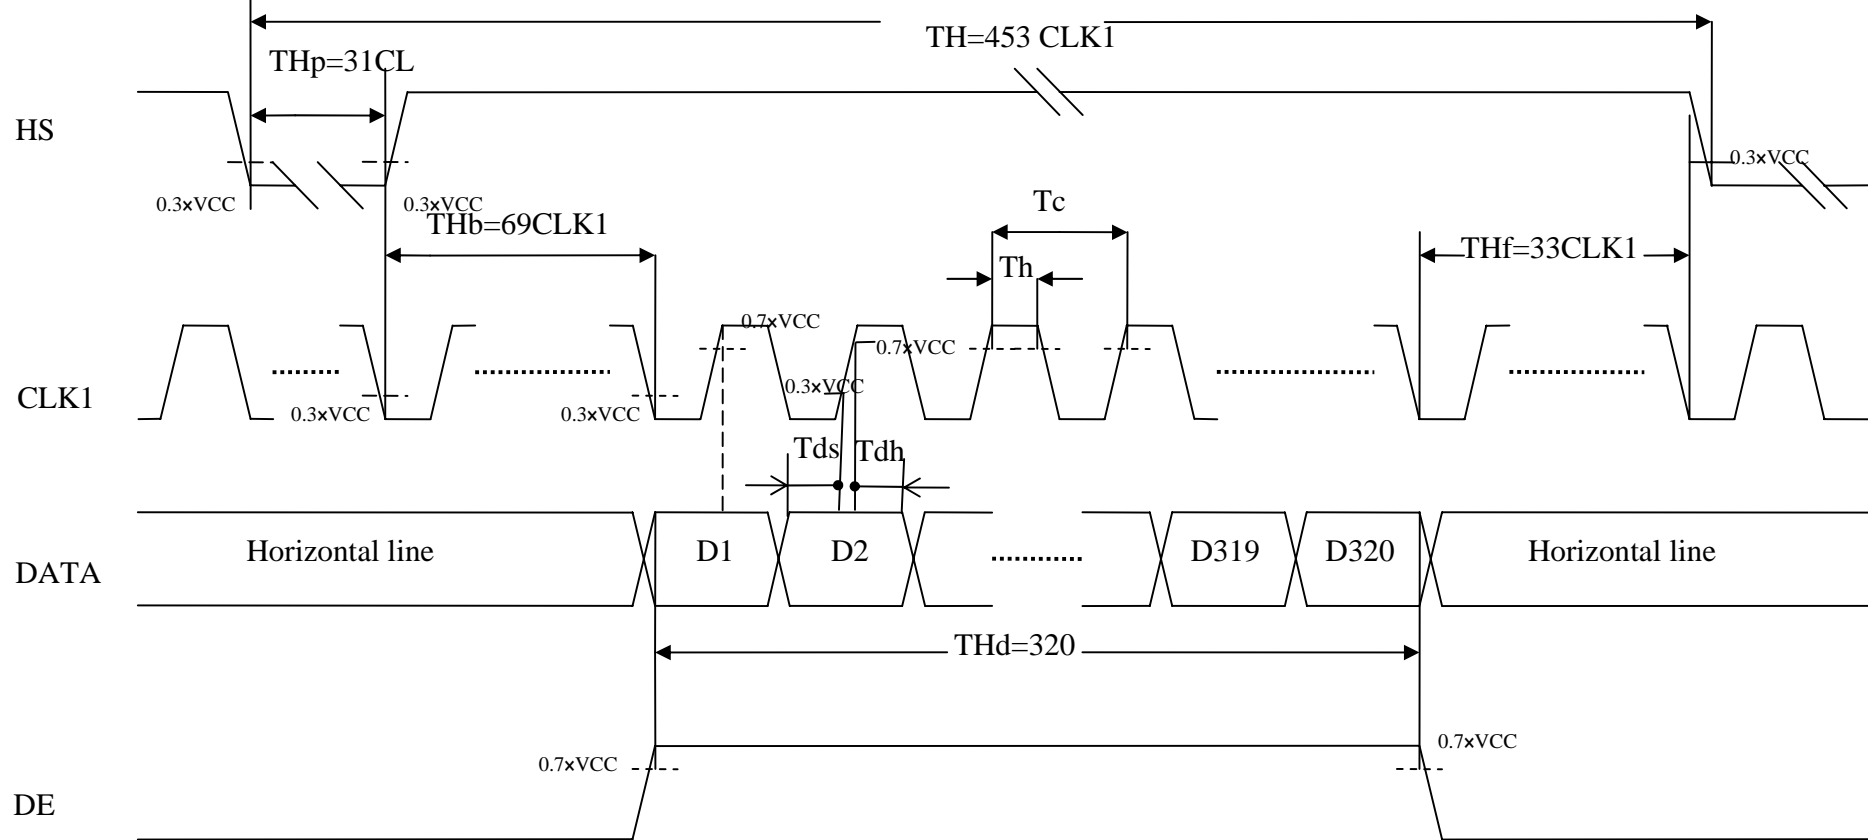 TH=453 CLK1
THp=31CL
HS
0.3×VCC
0.3×VCC
0.3×VCC
THb=69CLK1
Tc
THf=33CLK1
Th
0.7×VCC
0.7×VCC
0.3×VCC
CLK1
0.3×VCC
0.3×VCC
Tds
Tdh
DATA
Horizontal line
D1
D2
D319
D320
Horizontal line
THd=320
0.7×VCC
0.7×VCC
DE